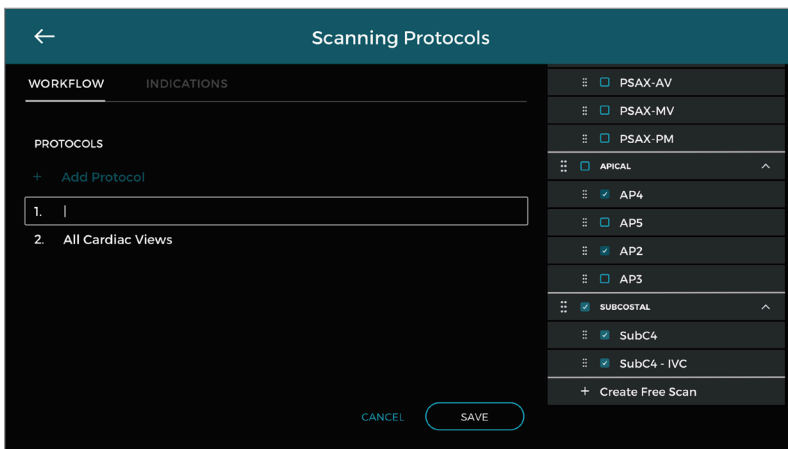 Scanning Protocols
WORKFLOW
INDICATIONS
PROTOCOLS
+ Add Protocol
1.
2. All Cardiac Views
CANCEL
SAVE
PSAX-AV
PSAX-MV
PSAX-PM
APICAL
AP4
AP5
AP2
AP3
SUBCOSTAL
SubC4
SubC4 - IVC
+ Create Free Scan